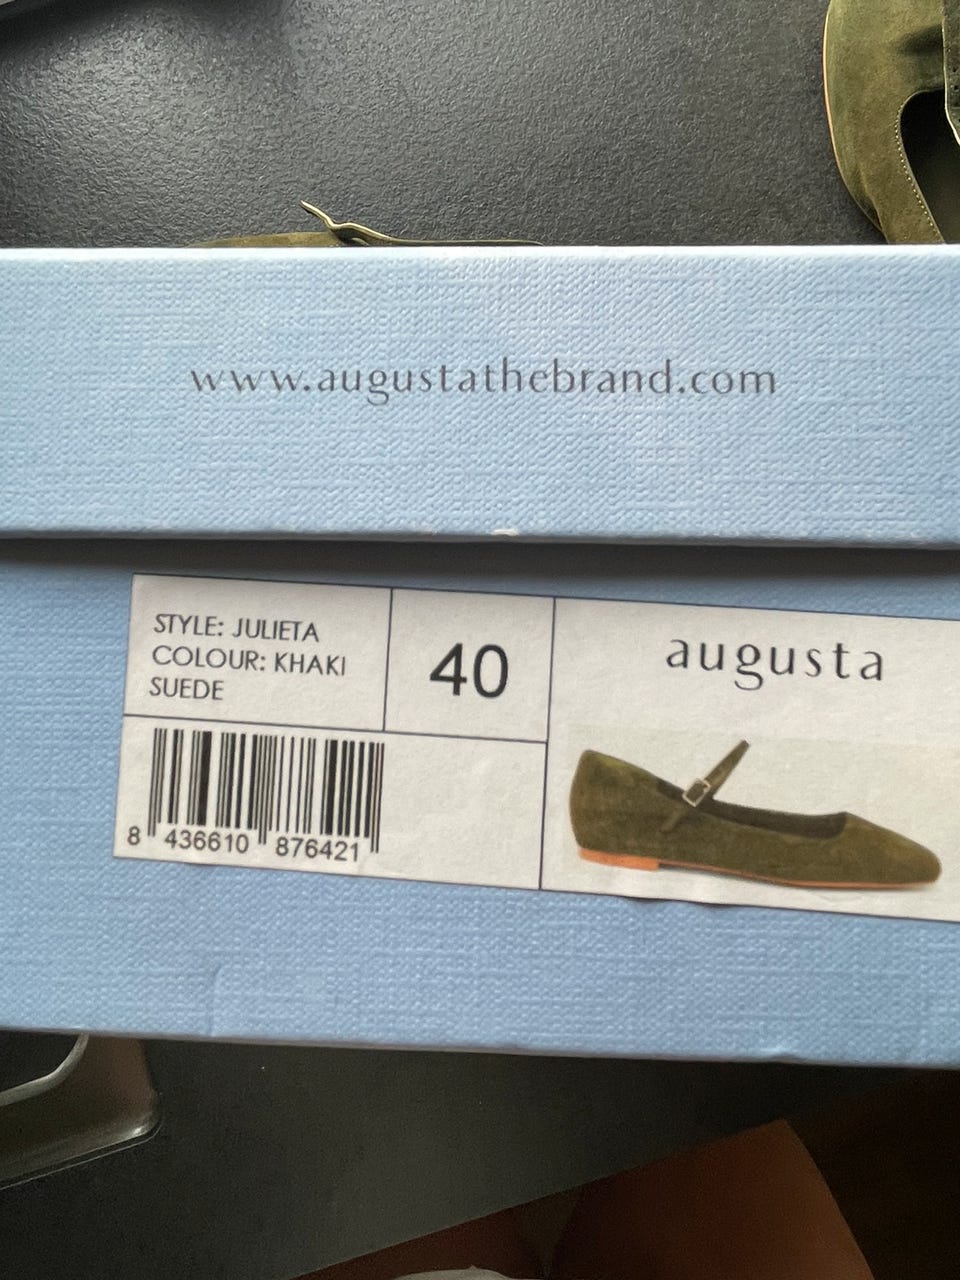 www.augustathebrand.com
STYLE: JULIETA
COLOUR: KHAKI
SUEDE
40
augusta
8 436610 876421